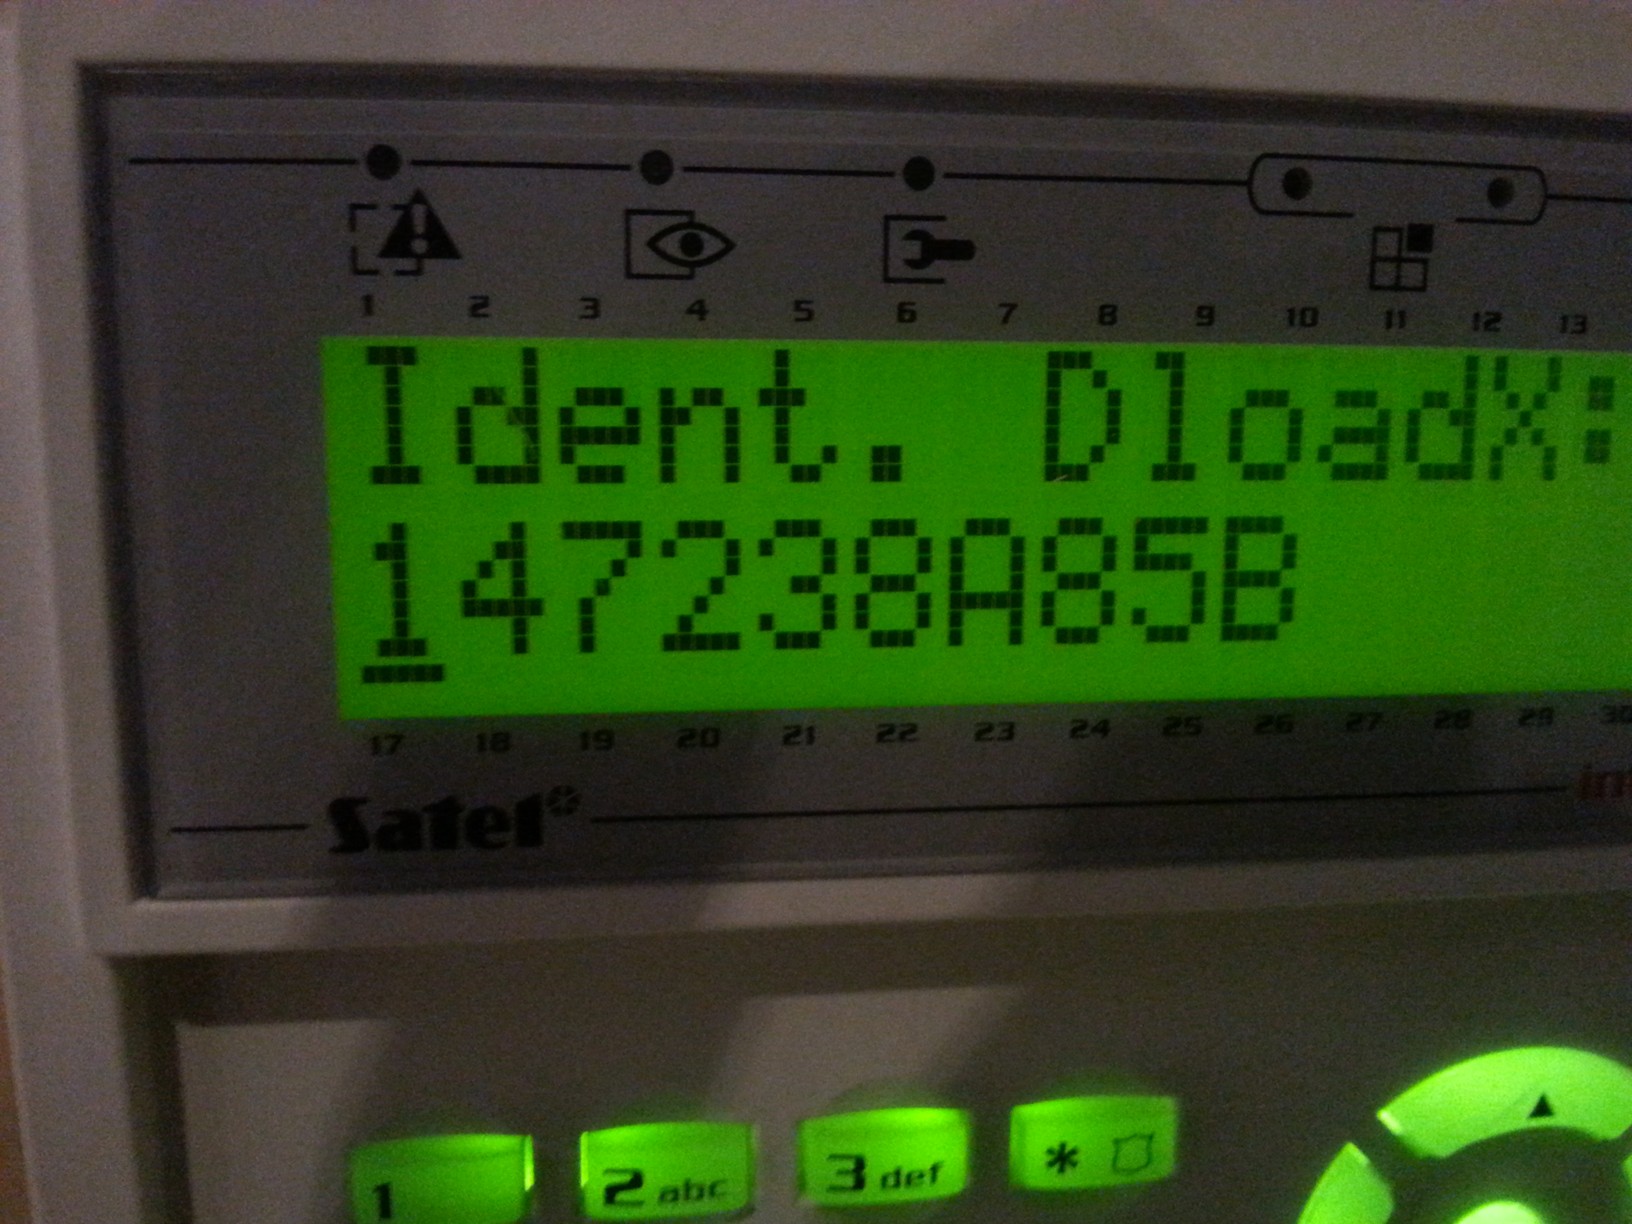 1 2 3 4 5 6 7 8 9 10 11 12 13
Ident. DloadX:
147238A85B
17 18 19 20 21 22 23 24 25 26 27 28 29 30
Satel
1 2 abc 3 def *